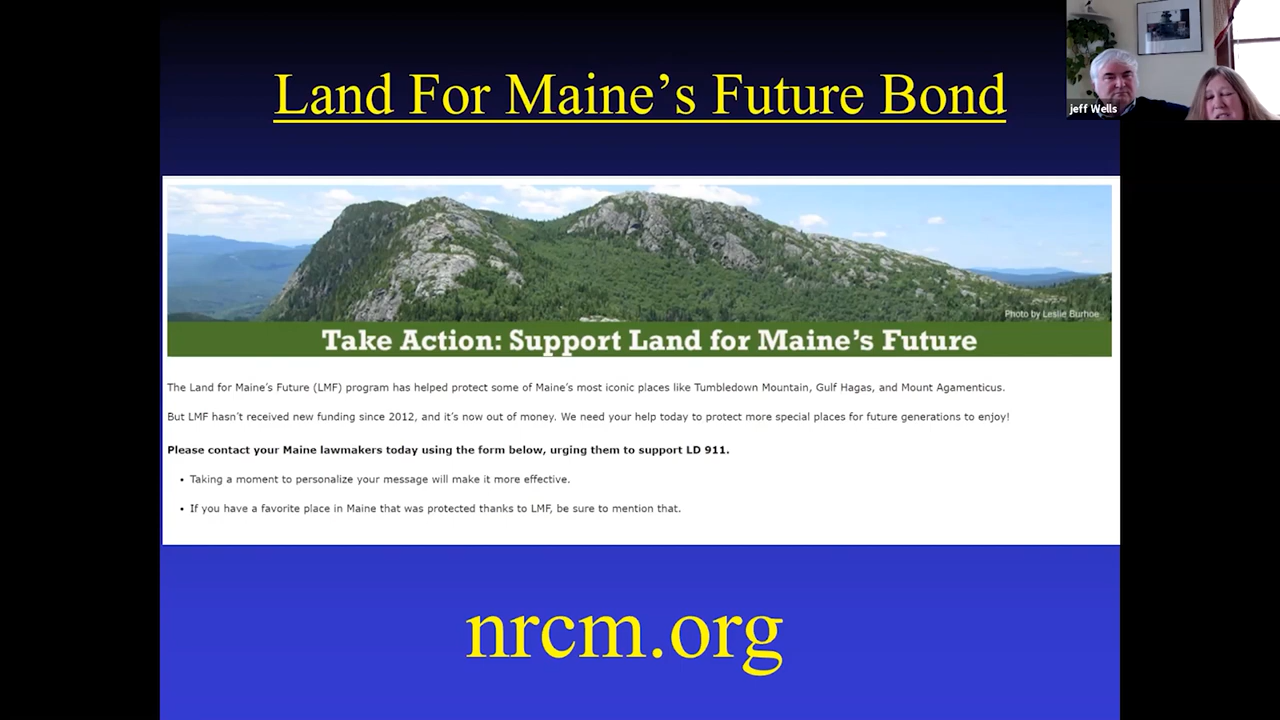 Land For Maine’s Future Bond
jeff Wells
Photo by Leslie Burhoe
Take Action: Support Land for Maine’s Future
The Land for Maine’s Future (LMF) program has helped protect some of Maine’s most iconic places like Tumbledown Mountain, Gulf Hagas, and Mount Agamenticus.
But LMF hasn’t received new funding since 2012, and it’s now out of money. We need your help today to protect more special places for future generations to enjoy!
Please contact your Maine lawmakers today using the form below, urging them to support LD 911.
• Taking a moment to personalize your message will make it more effective.
• If you have a favorite place in Maine that was protected thanks to LMF, be sure to mention that.
nrcm.org